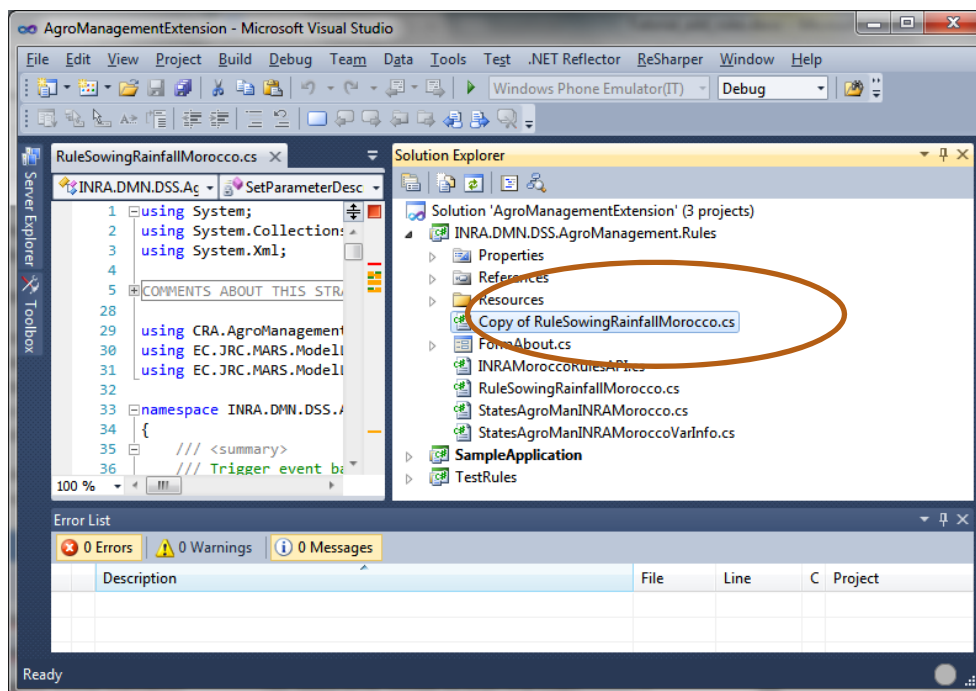 AgroManagementExtension - Microsoft Visual Studio
File Edit View Project Build Debug Team Data Tools Test .NET Reflector ReSharper Window Help
Windows Phone Emulator(IT) Debug
Server Explorer
Toolbox
RuleSowingRainfallMorocco.cs
INRA.DMN.DSS.Ag SetParameterDesc
1 using System;
2 using System.Collections
3 using System.Xml;
4
5 COMMENTS ABOUT THIS STRA
28
29 using CRA.AgroManagement
30 using EC.JRC.MARS.ModelL
31 using EC.JRC.MARS.ModelL
32
33 namespace INRA.DMN.DSS.A
34 {
35 /// <summary>
36 /// Trigger event ba
100 %
Solution Explorer
Solution 'AgroManagementExtension' (3 projects)
INRA.DMN.DSS.AgroManagement.Rules
Properties
References
Resources
Copy of RuleSowingRainfallMorocco.cs
FormAbout.cs
INRAMoroccoRulesAPI.cs
RuleSowingRainfallMorocco.cs
StatesAgroManINRAMorocco.cs
StatesAgroManINRAMoroccoVarInfo.cs
SampleApplication
TestRules
Error List
0 Errors 0 Warnings 0 Messages
Description File Line C Project
Ready